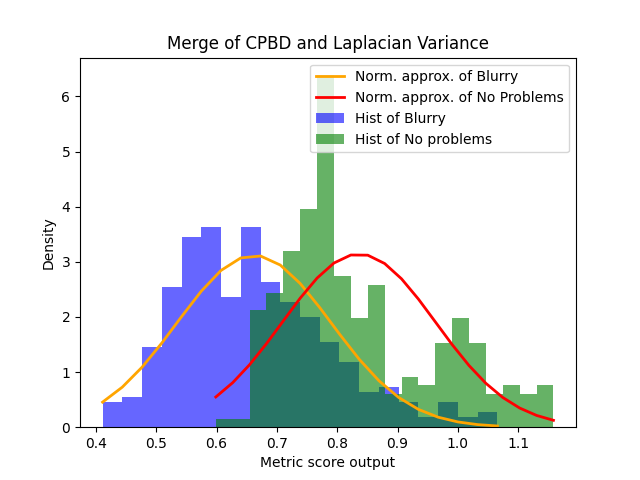 Merge of CPBD and Laplacian Variance
Norm. approx. of Blurry
Norm. approx. of No Problems
Hist of Blurry
Hist of No problems
Density
6
5
4
3
2
1
0
0.4 0.5 0.6 0.7 0.8 0.9 1.0 1.1
Metric score output